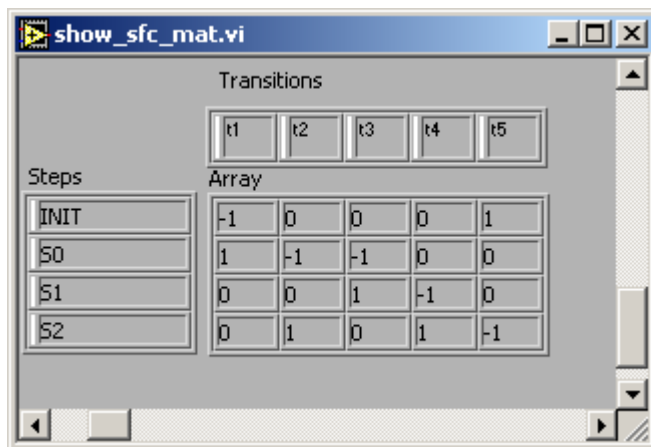 show_sfc_mat.vi
Transitions
t1 t2 t3 t4 t5
Steps Array
INIT -1 0 0 0 1
S0 1 -1 -1 0 0
S1 0 0 1 -1 0
S2 0 1 0 1 -1